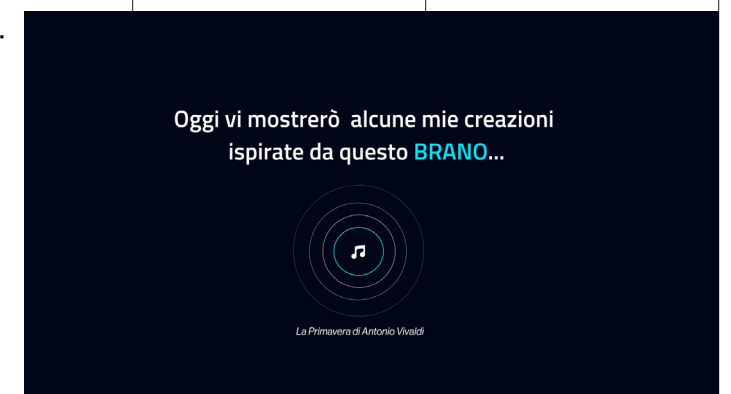 .
Oggi vi mostrerò alcune mie creazioni
ispirate da questo BRANO...
La Primavera di Antonio Vivaldi